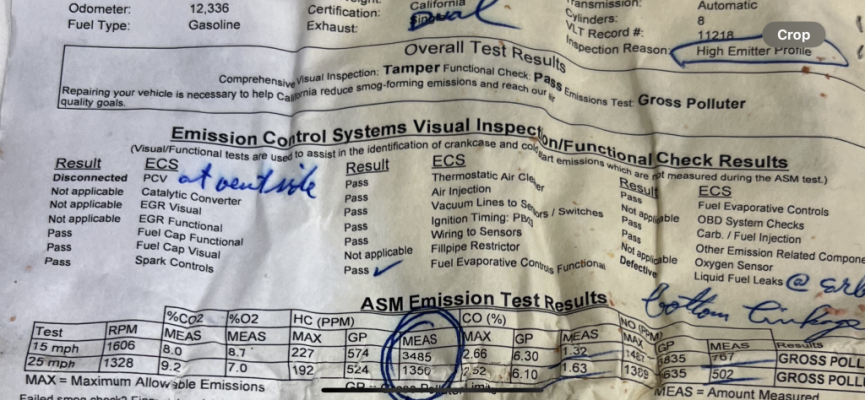 Odometer: 12,336
Fuel Type: Gasoline
Certification: California
Exhaust: Dual
Transmission: Automatic
Cylinders: 8
VLT Record #: 11218
Inspection Reason: High Emitter Profile
Crop
Overall Test Results
Comprehensive Visual Inspection: Tamper Functional Check: Pass Emissions Test: Gross Polluter
Repairing your vehicle is necessary to help California reduce smog-forming emissions and reach our air
quality goals.
Emission Control Systems Visual Inspection/Functional Check Results
(Visual/Functional tests are used to assist in the identification of crankcase and cold start emissions which are not measured during the ASM test.)
Result ECS
Disconnected PCV at vent side
Not applicable Catalytic Converter
Not applicable EGR Visual
Not applicable EGR Functional
Pass Fuel Cap Functional
Pass Fuel Cap Visual
Pass Spark Controls
Result ECS
Pass Thermostatic Air Cleaner
Pass Air Injection
Pass Vacuum Lines to Sensors / Switches
Pass Ignition Timing:
Pass Wiring to Sensors
Not applicable Fillpipe Restrictor
Pass Fuel Evaporative Controls Functional
Result ECS
Pass Fuel Evaporative Controls
Not applicable OBD System Checks
Pass Carb. / Fuel Injection
Pass Other Emission Related Compone
Not applicable Oxygen Sensor
Defective Liquid Fuel Leaks @
bottom linkage
ASM Emission Test Results
%CO2 %O2 HC (PPM) CO (%) NO (PPM)
Test RPM MEAS MEAS MAX GP MEAS MAX GP MEAS MAX GP MEAS Results
15 mph 1606 8.0 8.7 227 574 3485 2.66 6.30 1.32 1635 767 GROSS POLL
25 mph 1328 9.2 7.0 192 524 1350 2.52 6.10 1.63 1389 1635 502 GROSS POLL
MAX = Maximum Allowable Emissions
GP = Gross Polluter Limits
MEAS = Amount Measured